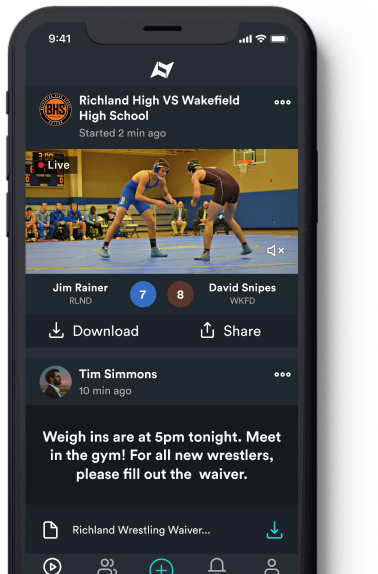 9:41
BHS
Richland High VS Wakefield
High School
Started 2 min ago
3:00
Live
Jim Rainer
RLND
7
8
David Snipes
WKFD
Download
Share
Tim Simmons
10 min ago
Weigh ins are at 5pm tonight. Meet
in the gym! For all new wrestlers,
please fill out the waiver.
Richland Wrestling Waiver...